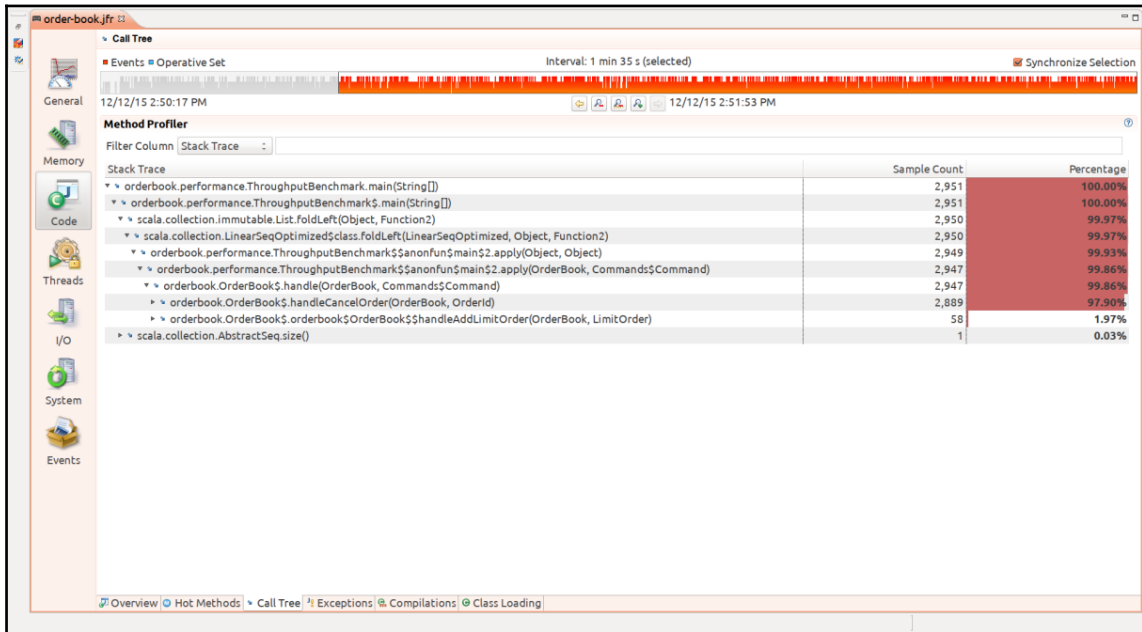 order-book.jfr
Call Tree
Events Operative Set Interval: 1 min 35 s (selected) Synchronize Selection
General
12/12/15 2:50:17 PM 12/12/15 2:51:53 PM
Method Profiler
Filter Column Stack Trace
Memory
Stack Trace Sample Count Percentage
orderbook.performance.ThroughputBenchmark.main(String[]) 2,951 100.00%
orderbook.performance.ThroughputBenchmark$.main(String[]) 2,951 100.00%
scala.collection.immutable.List.foldLeft(Object, Function2) 2,950 99.97%
Code
scala.collection.LinearSeqOptimized$class.foldLeft(LinearSeqOptimized, Object, Function2) 2,950 99.97%
orderbook.performance.ThroughputBenchmark$$anonfun$main$2.apply(Object, Object) 2,949 99.93%
orderbook.performance.ThroughputBenchmark$$anonfun$main$2.apply(OrderBook, Commands$Command) 2,947 99.86%
Threads
orderbook.OrderBook$.handle(OrderBook, Commands$Command) 2,947 99.86%
orderbook.OrderBook$.handleCancelOrder(OrderBook, OrderId) 2,889 97.90%
orderbook.OrderBook$.orderbook$OrderBook$$handleAddLimitOrder(OrderBook, LimitOrder) 58 1.97%
scala.collection.AbstractSeq.size() 1 0.03%
I/O
System
Events
Overview Hot Methods Call Tree Exceptions Compilations Class Loading